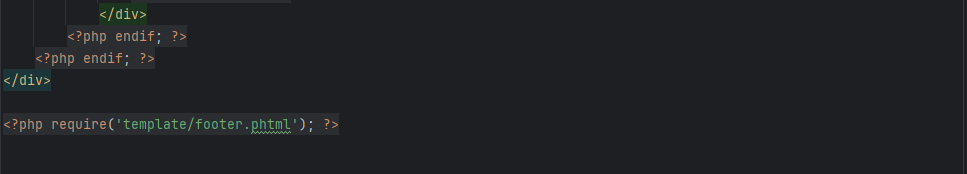 </div>
<?php endif; ?>
<?php endif; ?>
</div>
<?php require('template/footer.phtml'); ?>